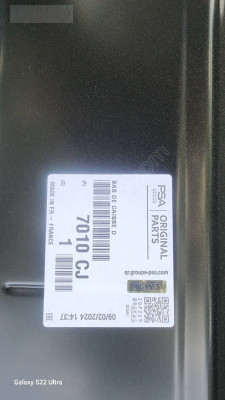 PSA
GROUPE
ORIGINAL
PARTS
qr.groupe-psa.com
BAS DE CAISSE D
(P)
7010 CJ
1
(Q)
MADE IN FR - FRANCE
09/02/2024 14:37
Galaxy S22 Ultra